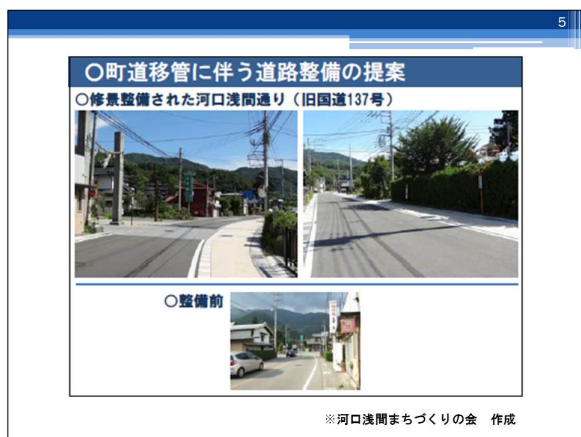 5
○町道移管に伴う道路整備の提案
○修景整備された河口浅間通り（旧国道137号）
○整備前
※河口浅間まちづくりの会　作成